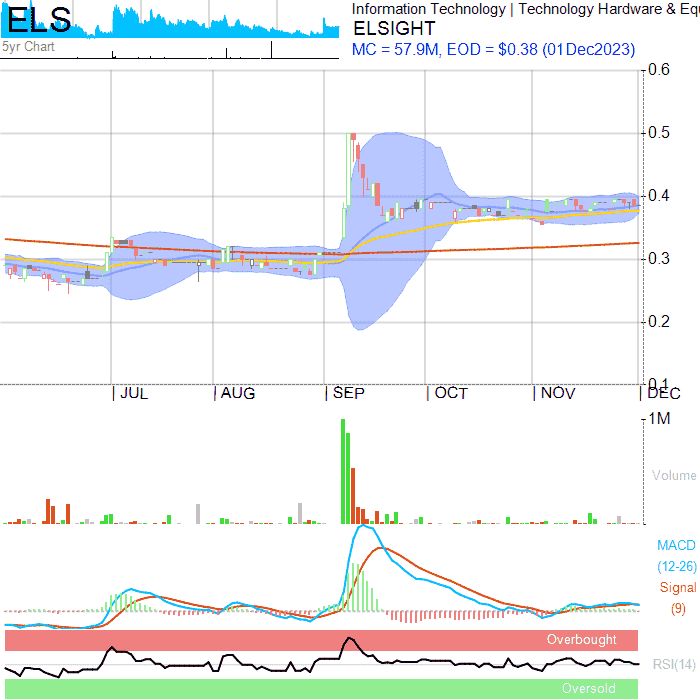 ELS
Information Technology | Technology Hardware & Equ
ELSIGHT
5yr Chart
MC = 57.9M, EOD = $0.38 (01Dec2023)
0.6
0.5
0.4
0.3
0.2
0.1
JUL AUG SEP OCT NOV DEC
1M
Volume
MACD
(12-26)
Signal
(9)
Overbought
RSI(14)
Oversold